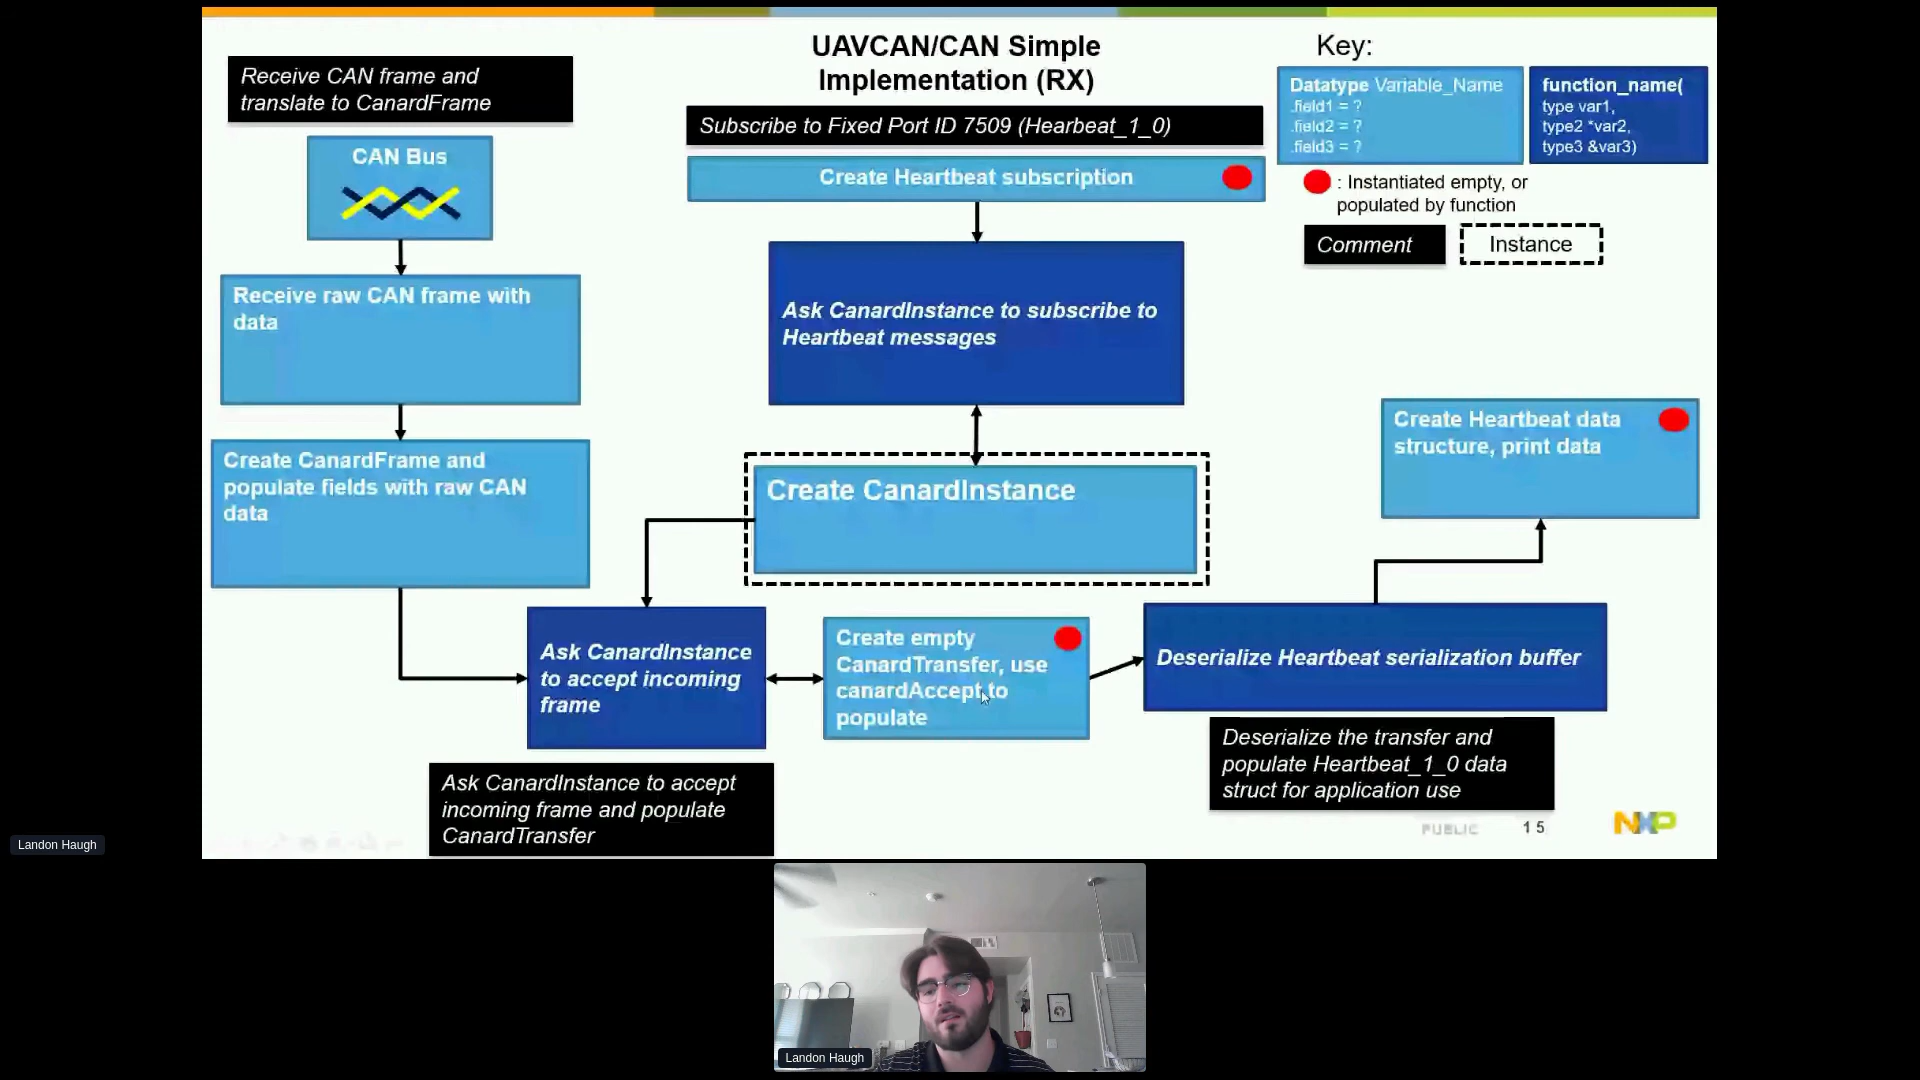 UAVCAN/CAN Simple
Implementation (RX)
Key:
Receive CAN frame and
translate to CanardFrame
Subscribe to Fixed Port ID 7509 (Hearbeat_1_0)
Datatype Variable_Name
.field1 = ?
.field2 = ?
.field3 = ?
function_name(
type var1,
type2 *var2,
type3 &var3)
CAN Bus
Create Heartbeat subscription
: Instantiated empty, or
populated by function
Comment
Instance
Receive raw CAN frame with
data
Ask CanardInstance to subscribe to
Heartbeat messages
Create Heartbeat data
structure, print data
Create CanardFrame and
populate fields with raw CAN
data
Create CanardInstance
Ask CanardInstance
to accept incoming
frame
Create empty
CanardTransfer, use
canardAccept to
populate
Deserialize Heartbeat serialization buffer
Ask CanardInstance to accept
incoming frame and populate
CanardTransfer
Deserialize the transfer and
populate Heartbeat_1_0 data
struct for application use
PUBLIC
15
NXP
Landon Haugh
Landon Haugh